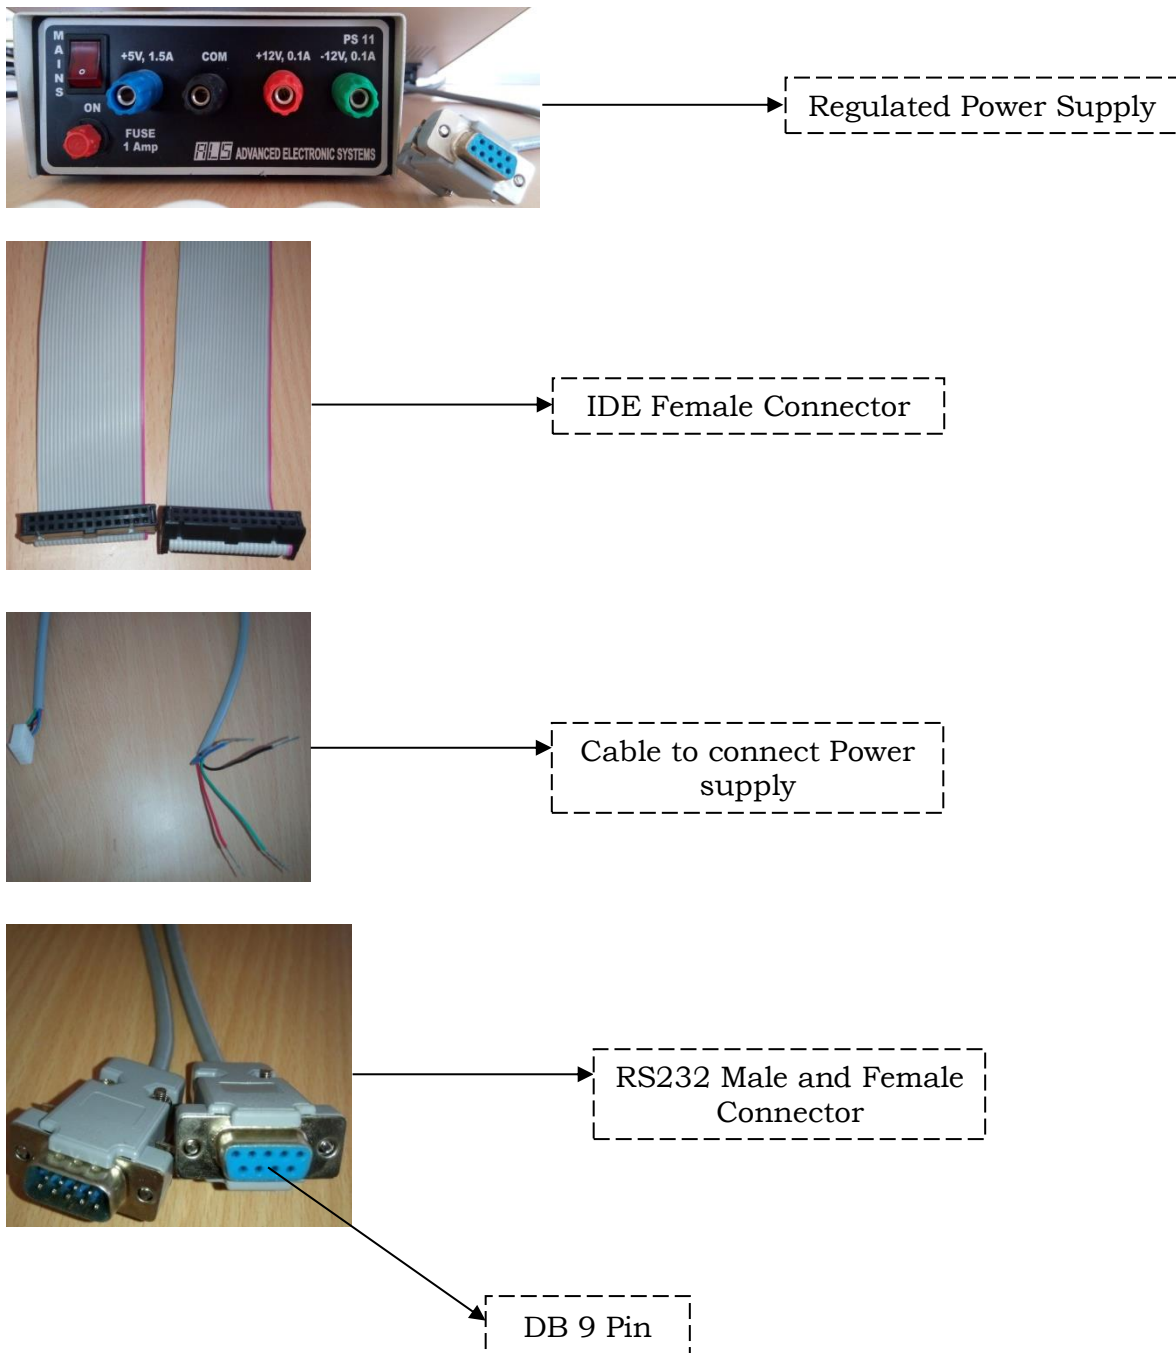 MAINS
PS 11
+5V, 1.5A COM +12V, 0.1A -12V, 0.1A
ON
FUSE
1 Amp
ALS ADVANCED ELECTRONIC SYSTEMS
Regulated Power Supply
IDE Female Connector
Cable to connect Power
supply
RS232 Male and Female
Connector
DB 9 Pin